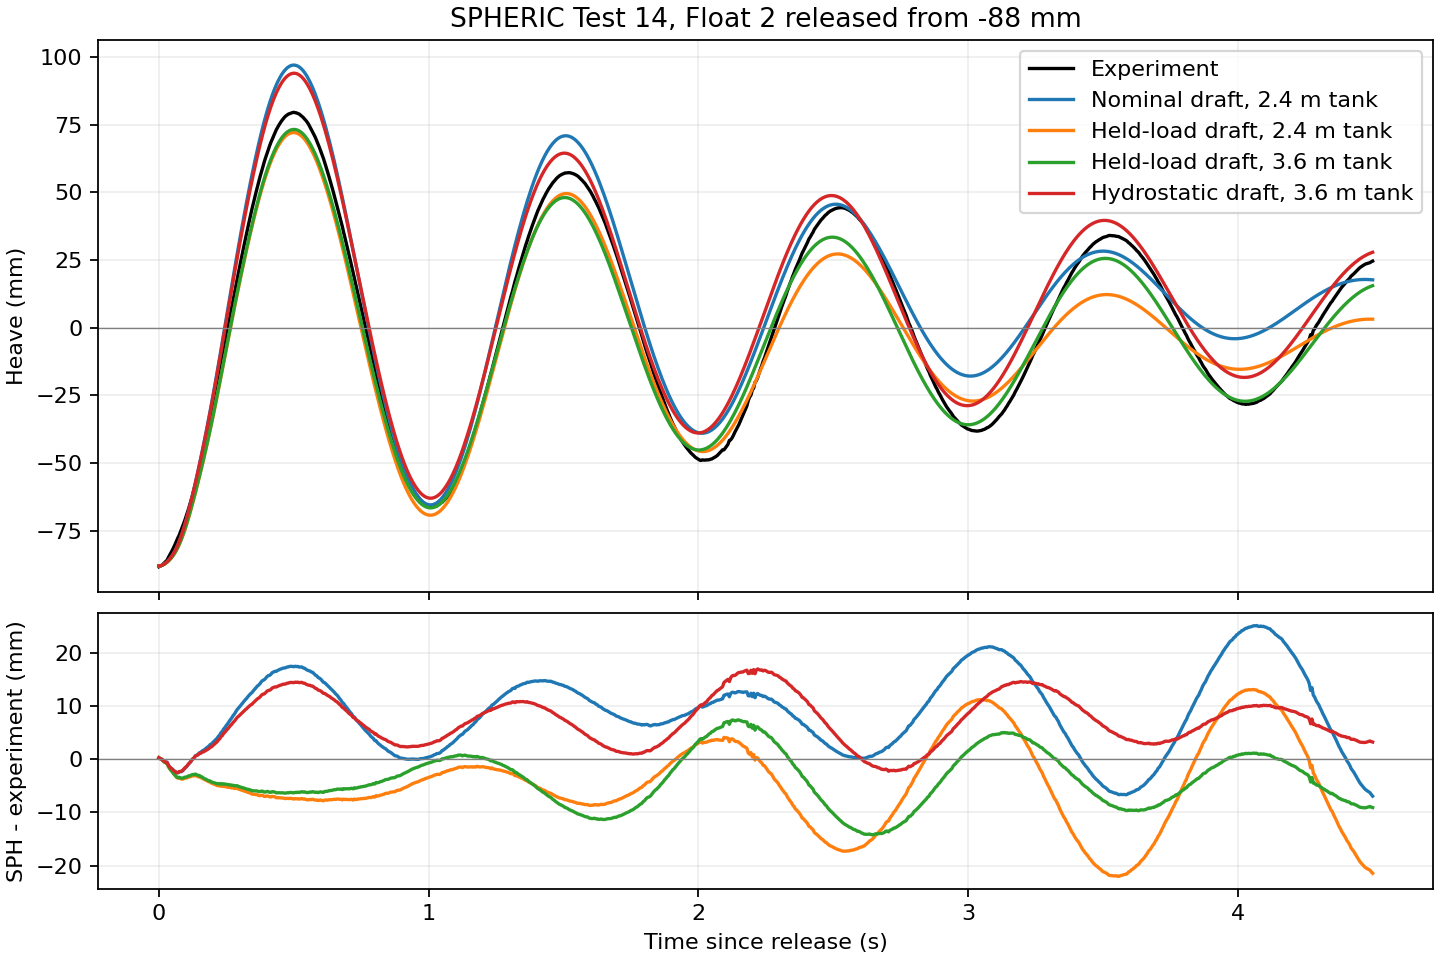 SPHERIC Test 14, Float 2 released from -88 mm
Experiment
Nominal draft, 2.4 m tank
Held-load draft, 2.4 m tank
Held-load draft, 3.6 m tank
Hydrostatic draft, 3.6 m tank
Heave (mm)
100
75
50
25
0
−25
−50
−75
SPH - experiment (mm)
20
10
0
−10
−20
0 1 2 3 4
Time since release (s)